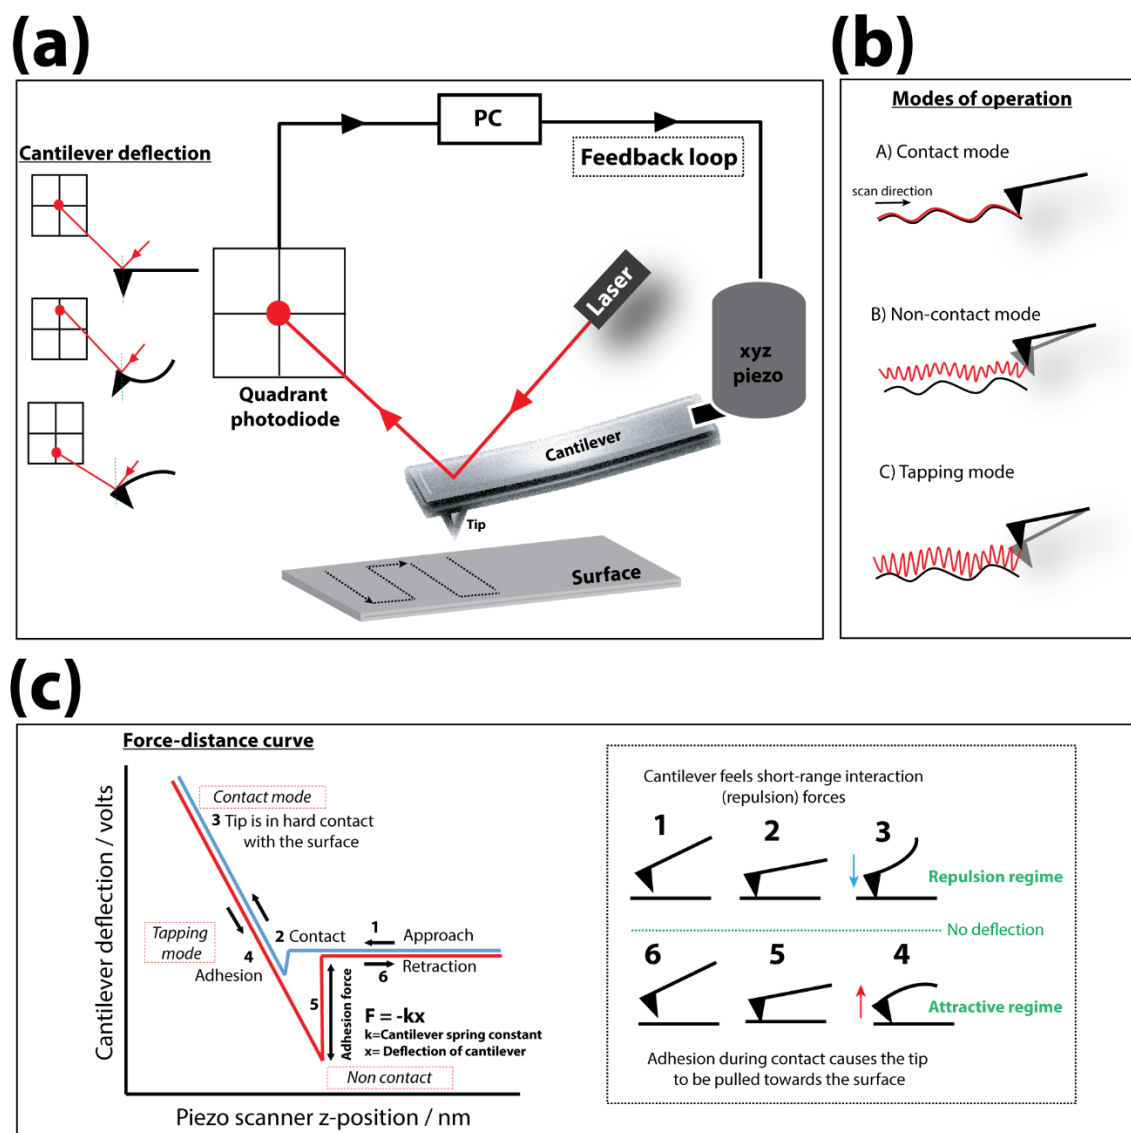 (a)
Cantilever deflection
PC
Feedback loop
Laser
Quadrant
photodiode
xyz
piezo
Cantilever
Tip
Surface
(b)
Modes of operation
A) Contact mode
scan direction
B) Non-contact mode
C) Tapping mode
(c)
Force-distance curve
Cantilever deflection / volts
Contact mode
3 Tip is in hard contact
with the surface
Tapping
mode
4
Adhesion
2 Contact
1
Approach
6
Retraction
5
Adhesion force
F = -kx
k=Cantilever spring constant
x= Deflection of cantilever
Non contact
Piezo scanner z-position / nm
Cantilever feels short-range interaction
(repulsion) forces
1 2 3
Repulsion regime
No deflection
6 5 4
Attractive regime
Adhesion during contact causes the tip
to be pulled towards the surface